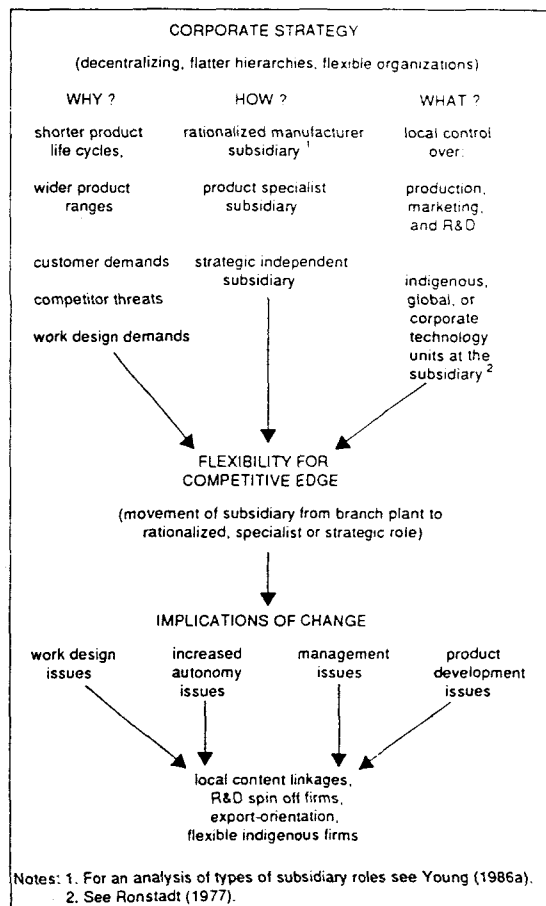 CORPORATE STRATEGY
(decentralizing, flatter hierarchies, flexible organizations)
WHY ? HOW ? WHAT ?
shorter product rationalized manufacturer local control
life cycles, subsidiary 1 over:
wider product product specialist production,
ranges subsidiary marketing,
and R&D
customer demands strategic independent
subsidiary indigenous,
competitor threats global, or
corporate
work design demands technology
units at the
subsidiary 2
FLEXIBILITY FOR
COMPETITIVE EDGE
(movement of subsidiary from branch plant to
rationalized, specialist or strategic role)
IMPLICATIONS OF CHANGE
work design increased management product
issues autonomy issues development
issues issues
local content linkages,
R&D spin off firms,
export-orientation,
flexible indigenous firms
Notes: 1. For an analysis of types of subsidiary roles see Young (1986a).
2. See Ronstadt (1977).